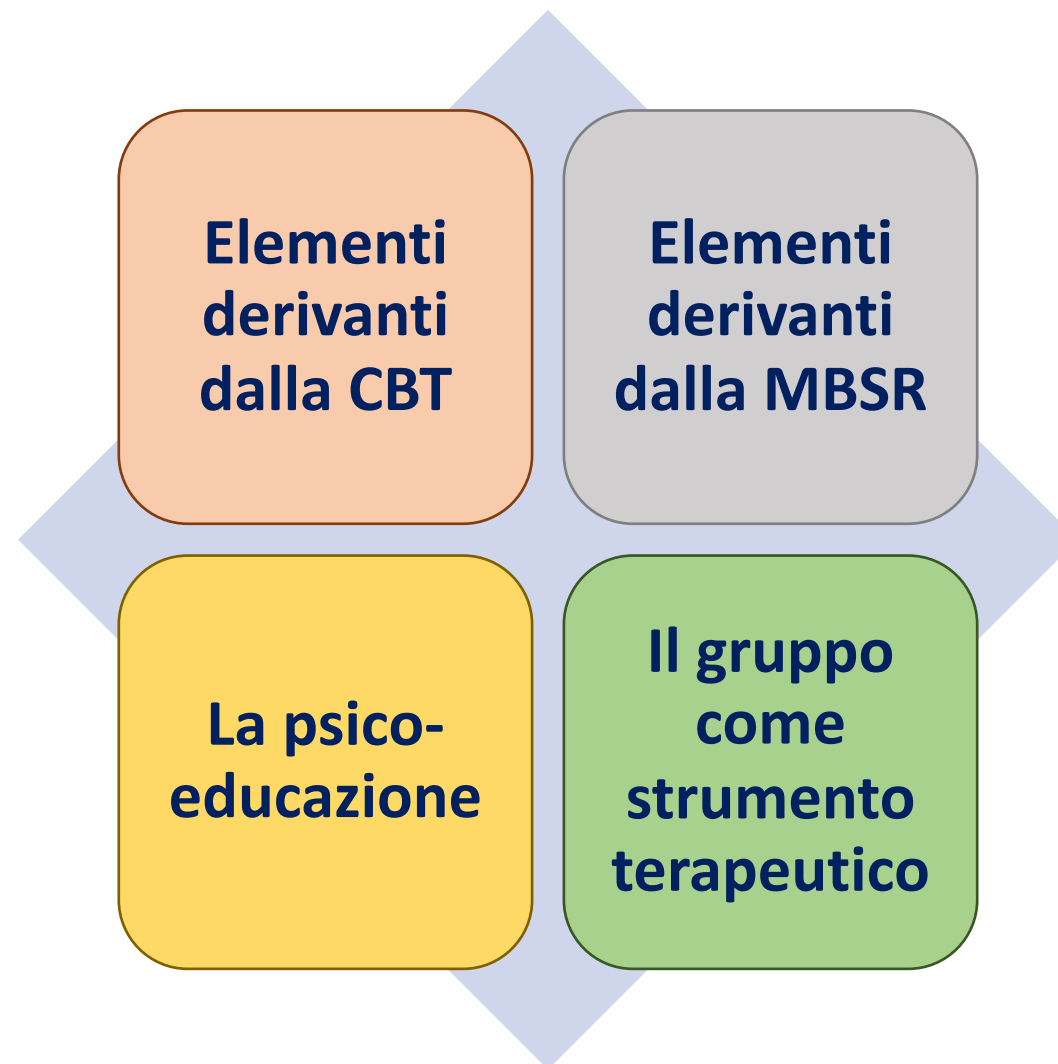 Elementi
derivanti
dalla CBT
Elementi
derivanti
dalla MBSR
La psico-
educazione
Il gruppo
come
strumento
terapeutico